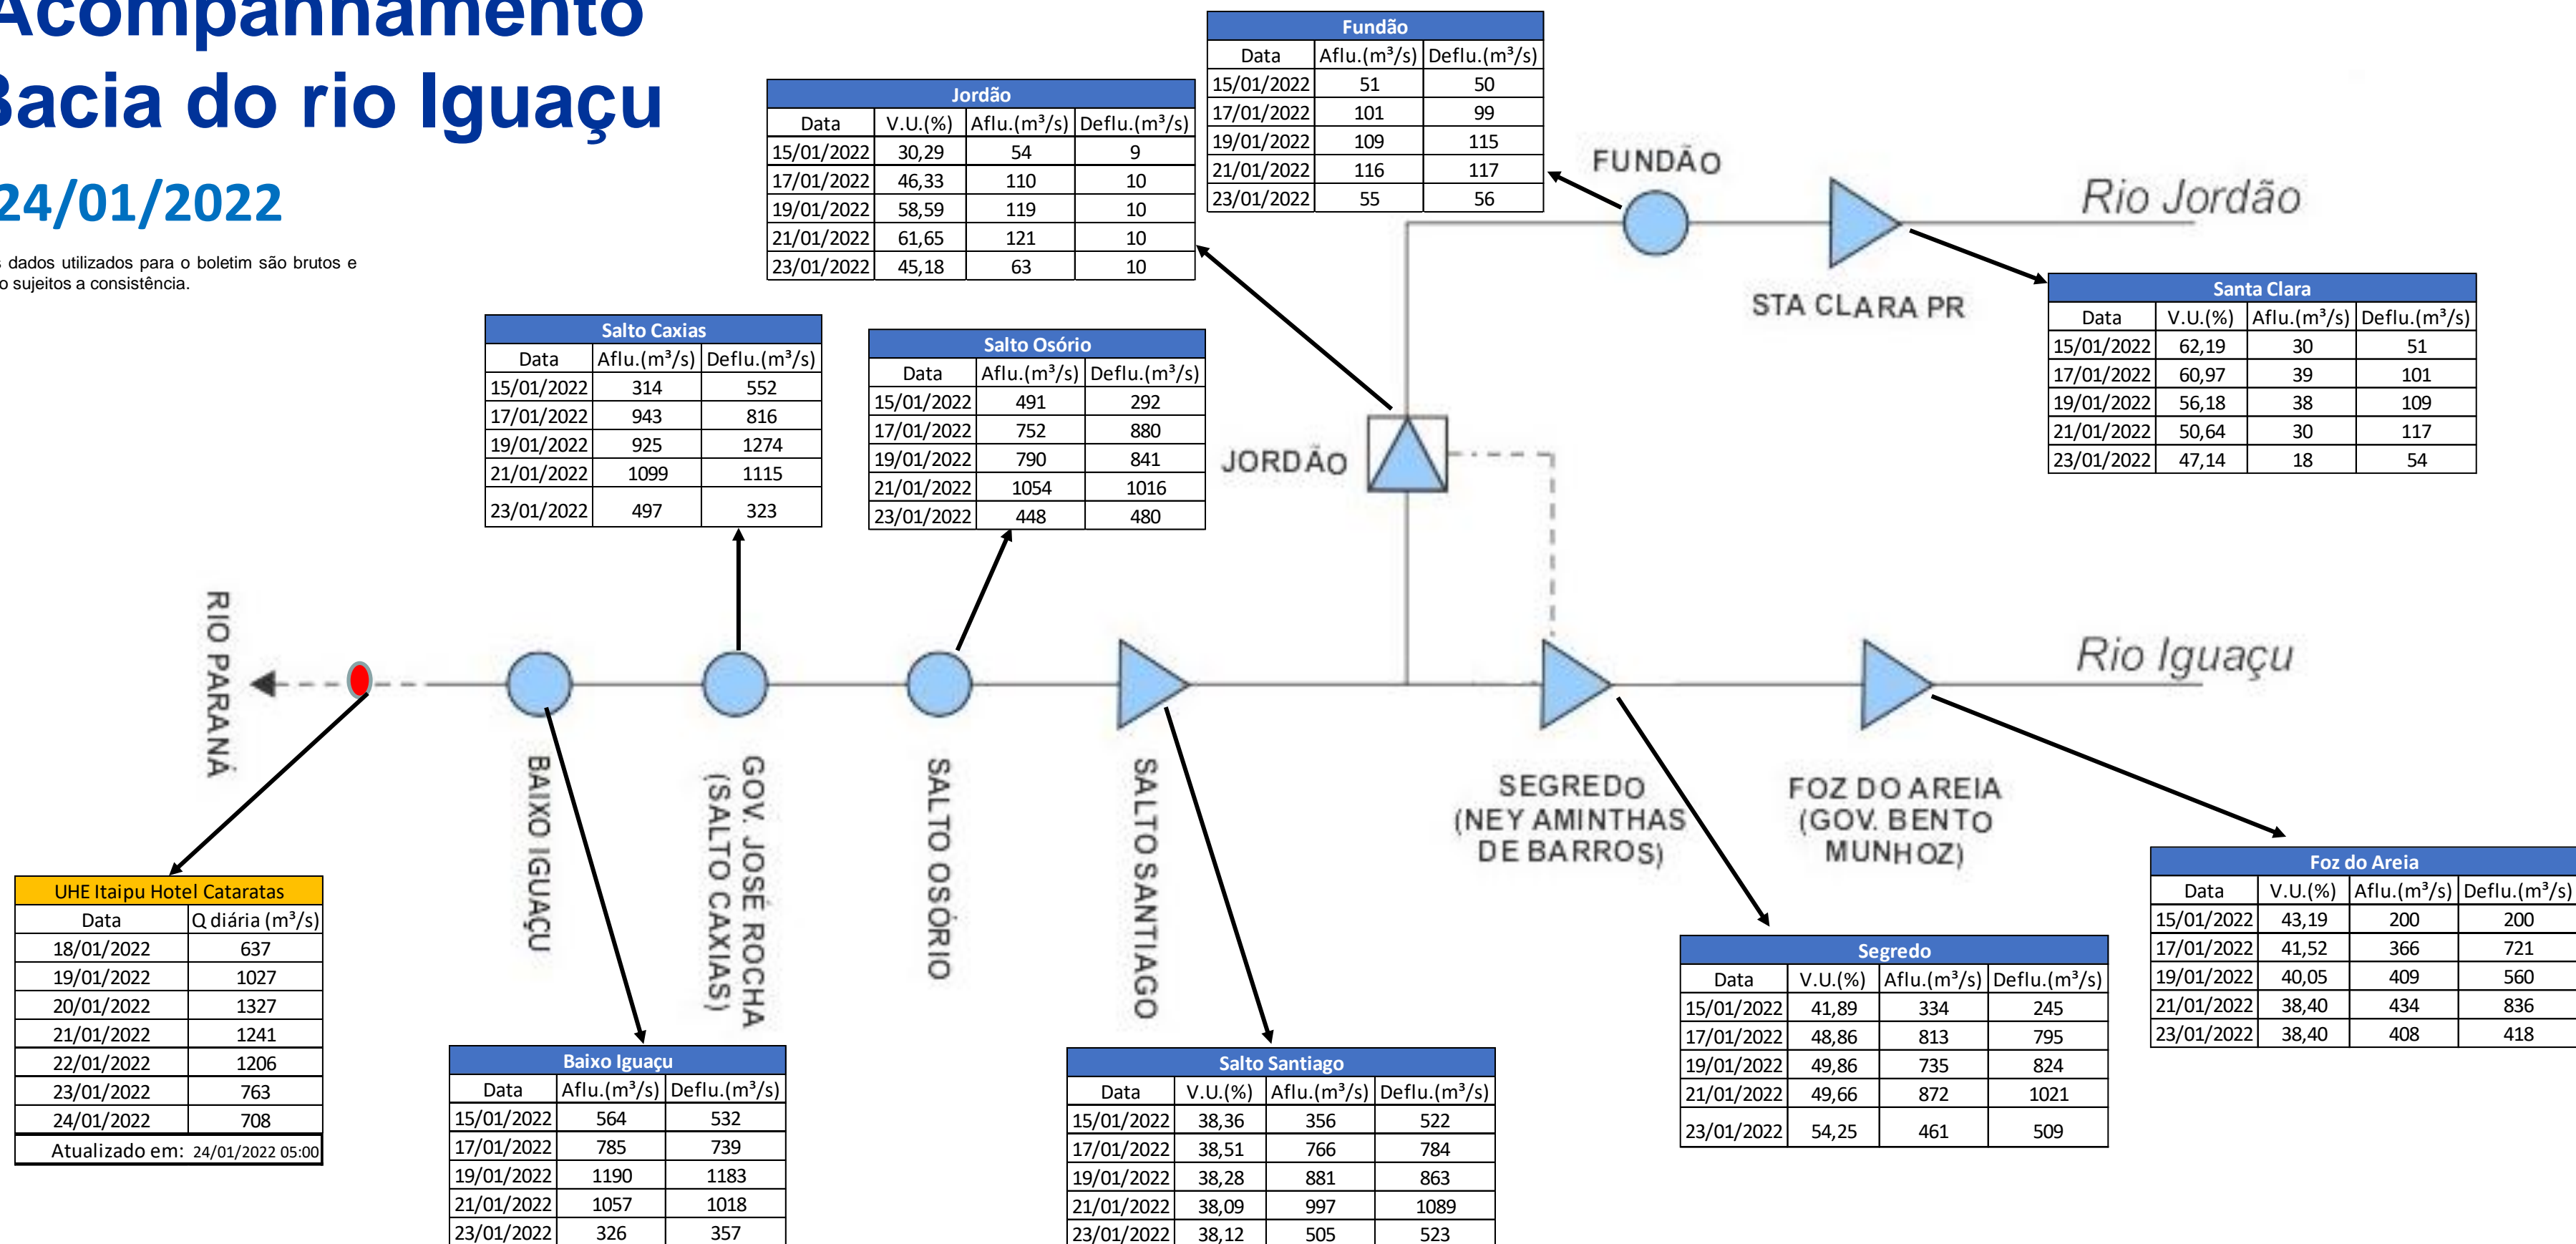 Acompanhamento
Bacia do rio Iguaçu
24/01/2022
s dados utilizados para o boletim são brutos e
o sujeitos a consistência.
Fundão
Data Aflu.(m³/s) Deflu.(m³/s)
15/01/2022 51 50
17/01/2022 101 99
19/01/2022 109 115
21/01/2022 116 117
23/01/2022 55 56
Jordão
Data V.U.(%) Aflu.(m³/s) Deflu.(m³/s)
15/01/2022 30,29 54 9
17/01/2022 46,33 110 10
19/01/2022 58,59 119 10
21/01/2022 61,65 121 10
23/01/2022 45,18 63 10
FUNDÃO
Rio Jordão
STA CLARA PR
Santa Clara
Data V.U.(%) Aflu.(m³/s) Deflu.(m³/s)
15/01/2022 62,19 30 51
17/01/2022 60,97 39 101
19/01/2022 56,18 38 109
21/01/2022 50,64 30 117
23/01/2022 47,14 18 54
Salto Caxias
Data Aflu.(m³/s) Deflu.(m³/s)
15/01/2022 314 552
17/01/2022 943 816
19/01/2022 925 1274
21/01/2022 1099 1115
23/01/2022 497 323
Salto Osório
Data Aflu.(m³/s) Deflu.(m³/s)
15/01/2022 491 292
17/01/2022 752 880
19/01/2022 790 841
21/01/2022 1054 1016
23/01/2022 448 480
JORDÃO
RIO PARANÁ
Rio Iguaçu
BAIXO IGUAÇU
GOV. JOSÉ ROCHA
(SALTO CAXIAS)
SALTO OSÓRIO
SALTO SANTIAGO
SEGREDO
(NEY AMINTHAS
DE BARROS)
FOZ DO AREIA
(GOV. BENTO
MUNHOZ)
Foz do Areia
Data V.U.(%) Aflu.(m³/s) Deflu.(m³/s)
15/01/2022 43,19 200 200
17/01/2022 41,52 366 721
19/01/2022 40,05 409 560
21/01/2022 38,40 434 836
23/01/2022 38,40 408 418
UHE Itaipu Hotel Cataratas
Data Q diária (m³/s)
18/01/2022 637
19/01/2022 1027
20/01/2022 1327
21/01/2022 1241
22/01/2022 1206
23/01/2022 763
24/01/2022 708
Atualizado em: 24/01/2022 05:00
Segredo
Data V.U.(%) Aflu.(m³/s) Deflu.(m³/s)
15/01/2022 41,89 334 245
17/01/2022 48,86 813 795
19/01/2022 49,86 735 824
21/01/2022 49,66 872 1021
23/01/2022 54,25 461 509
Baixo Iguaçu
Data Aflu.(m³/s) Deflu.(m³/s)
15/01/2022 564 532
17/01/2022 785 739
19/01/2022 1190 1183
21/01/2022 1057 1018
23/01/2022 326 357
Salto Santiago
Data V.U.(%) Aflu.(m³/s) Deflu.(m³/s)
15/01/2022 38,36 356 522
17/01/2022 38,51 766 784
19/01/2022 38,28 881 863
21/01/2022 38,09 997 1089
23/01/2022 38,12 505 523